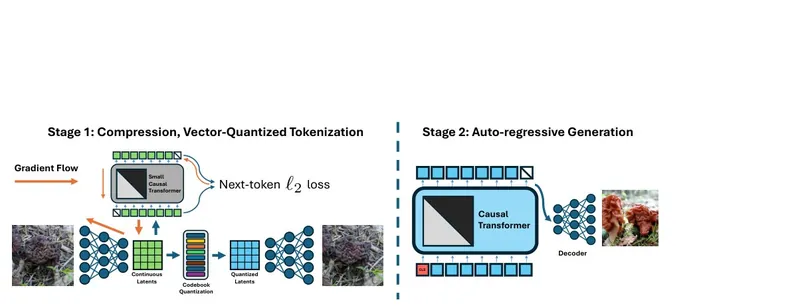 Stage 1: Compression, Vector-Quantized Tokenization
Gradient Flow
Small
Causal
Transformer
Next-token ℓ2 loss
Continuous
Latents
Codebook
Quantization
Quantized
Latents
Stage 2: Auto-regressive Generation
Causal
Transformer
Decoder